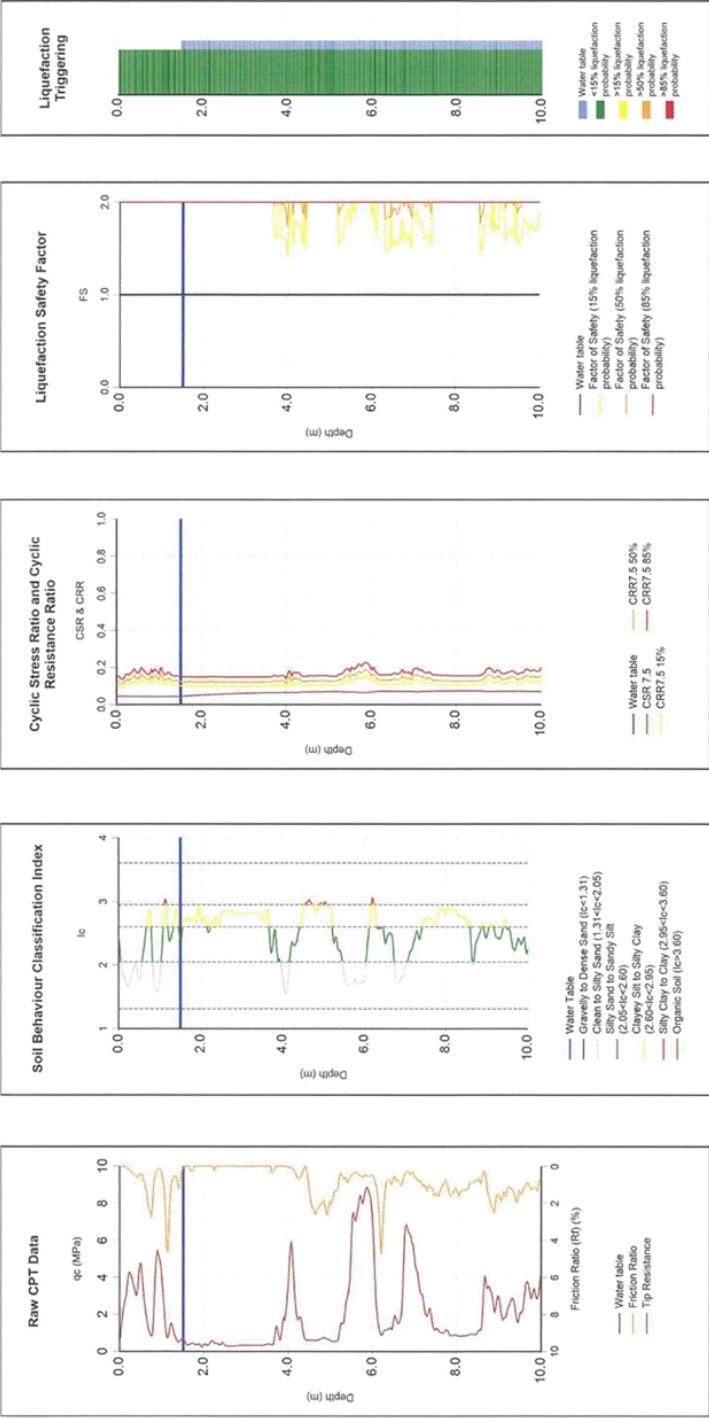 Raw CPT Data
qc (MPa)
0 2 4 6 8 10
0.0
2.0
4.0
6.0
8.0
10.0
Depth (m)
10 8 6 4 2 0
Friction Ratio (Rf) (%)
Water table
Friction Ratio
Tip Resistance
Soil Behaviour Classification Index
Ic
1 2 3 4
0.0
2.0
4.0
6.0
8.0
10.0
Depth (m)
Water Table
Gravelly to Dense Sand (Ic<1.31)
Clean to Silty Sand (1.31<Ic<2.05)
Silty Sand to Sandy Silt
(2.05<Ic<2.60)
Clayey Silt to Silty Clay
(2.60<Ic<2.95)
Silty Clay to Clay (2.95<Ic<3.60)
Organic Soil (Ic>3.60)
Cyclic Stress Ratio and Cyclic
Resistance Ratio
CSR & CRR
0.0 0.2 0.4 0.6 0.8 1.0
0.0
2.0
4.0
6.0
8.0
10.0
Depth (m)
Water table
CSR 7.5
CRR7.5 15%
CRR7.5 50%
CRR7.5 85%
Liquefaction Safety Factor
FS
0.0 1.0 2.0
0.0
2.0
4.0
6.0
8.0
10.0
Depth (m)
Water table
Factor of Safety (15% liquefaction
probability)
Factor of Safety (50% liquefaction
probability)
Factor of Safety (85% liquefaction
probability)
Liquefaction
Triggering
0.0
2.0
4.0
6.0
8.0
10.0
Water table
<15% liquefaction
probability
>15% liquefaction
probability
>50% liquefaction
probability
>85% liquefaction
probability